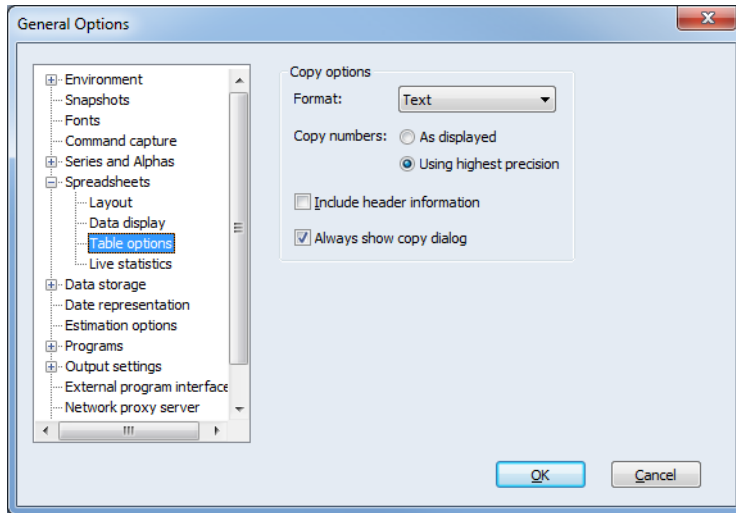 General Options
Environment
Snapshots
Fonts
Command capture
Series and Alphas
Spreadsheets
Layout
Data display
Table options
Live statistics
Data storage
Date representation
Estimation options
Programs
Output settings
External program interface
Network proxy server
Copy options
Format: Text
Copy numbers: As displayed
Using highest precision
Include header information
Always show copy dialog
OK Cancel